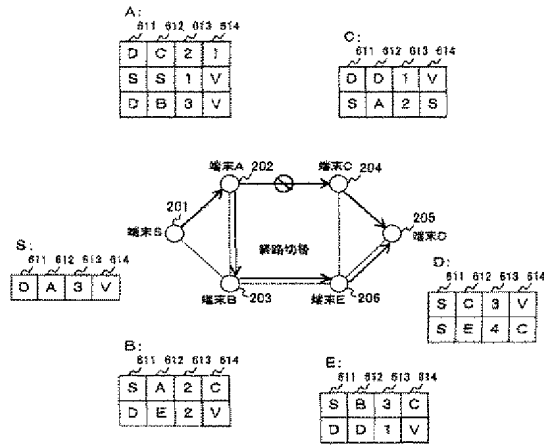 A:
611 612 613 614
D C 2 1
S S 1 V
D B 3 V
C:
611 612 613 614
D D 1 V
S A 2 S
端末A 202
端末C 204
201
端末S
205
端末D
経路切替
端末B 203
端末E 206
S:
611 612 613 614
D A 3 V
D:
611 612 613 614
S C 3 V
S E 4 C
B:
611 612 613 614
S A 2 C
D E 2 V
E:
611 612 613 614
S B 3 C
D D 1 V